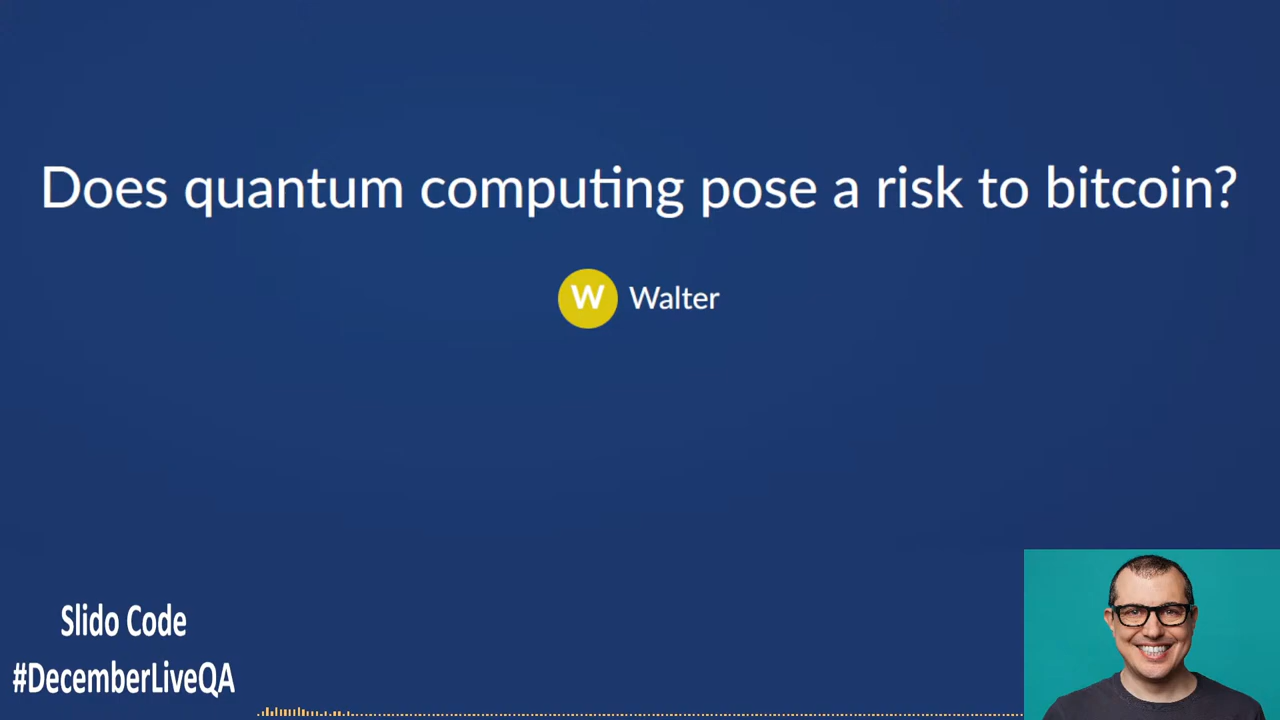 Does quantum computing pose a risk to bitcoin?
W Walter
Slido Code
#DecemberLiveQA